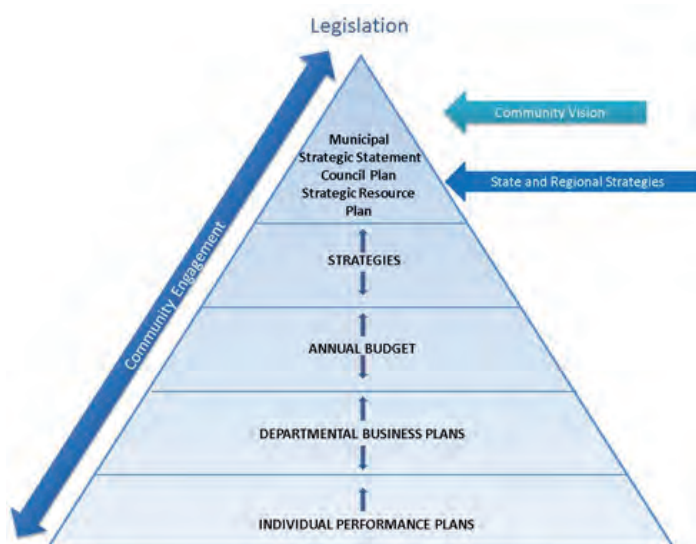 Legislation
Community Vision
Municipal
Strategic Statement
Council Plan
Strategic Resource
Plan
State and Regional Strategies
Community Engagement
STRATEGIES
ANNUAL BUDGET
DEPARTMENTAL BUSINESS PLANS
INDIVIDUAL PERFORMANCE PLANS